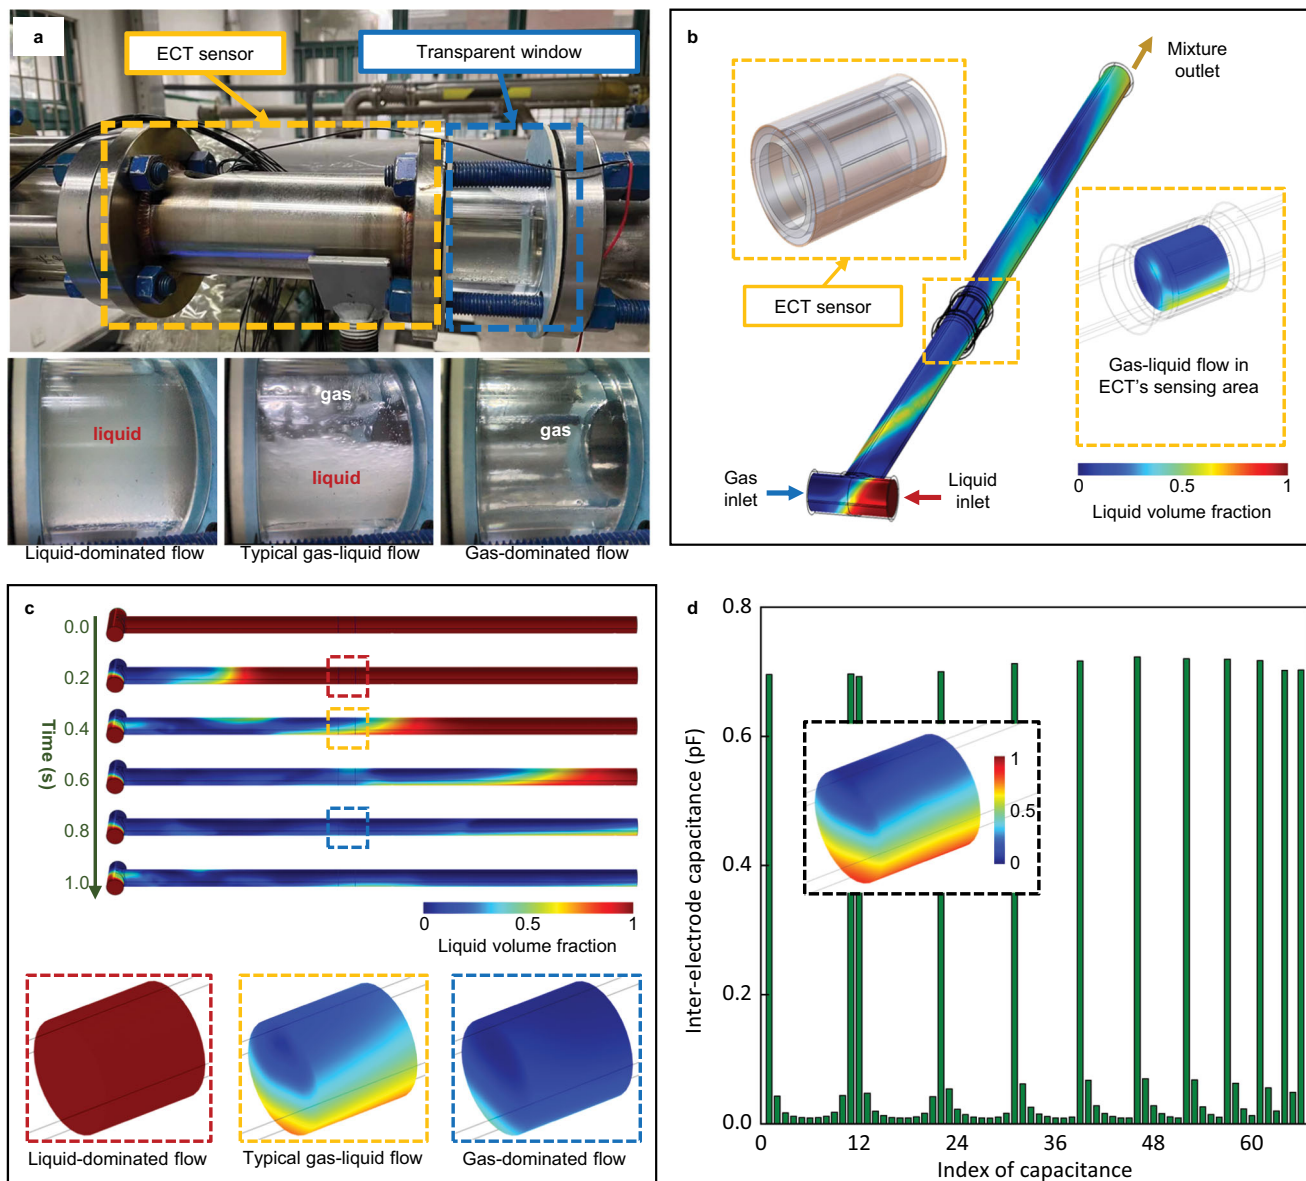 a
ECT sensor
Transparent window
liquid
gas
liquid
gas
Liquid-dominated flow
Typical gas-liquid flow
Gas-dominated flow
b
Mixture
outlet
ECT sensor
Gas-liquid flow in
ECT's sensing area
Gas
inlet
Liquid
inlet
0
0.5
1
Liquid volume fraction
c
0.0
0.2
0.4
0.6
0.8
1.0
Time (s)
0
0.5
1
Liquid volume fraction
Liquid-dominated flow
Typical gas-liquid flow
Gas-dominated flow
d
0.8
0.6
0.4
0.2
0.0
Inter-electrode capacitance (pF)
1
0.5
0
0
12
24
36
48
60
Index of capacitance